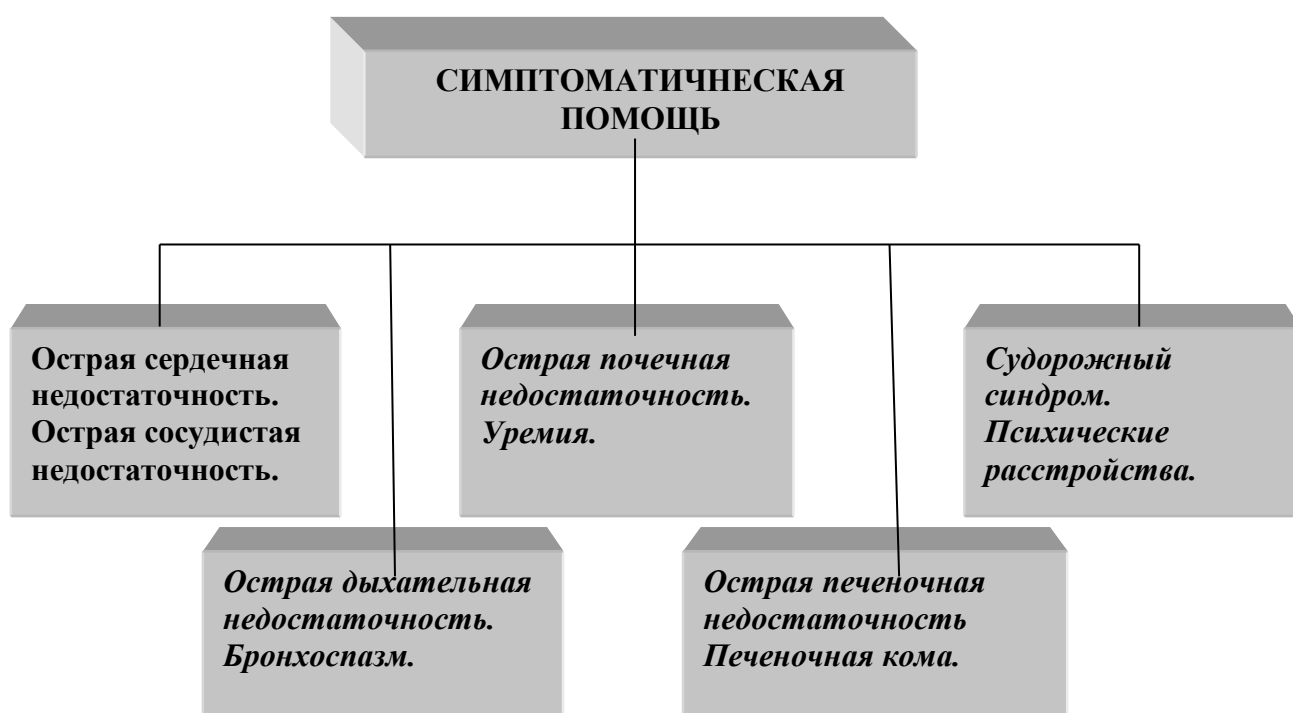 СИМПТОМАТИЧНЕСКАЯ
ПОМОЩЬ
Острая сердечная
недостаточность.
Острая сосудистая
недостаточность.
Острая почечная
недостаточность.
Уремия.
Судорожный
синдром.
Психические
расстройства.
Острая дыхательная
недостаточность.
Бронхоспазм.
Острая печеночная
недостаточность
Печеночная кома.